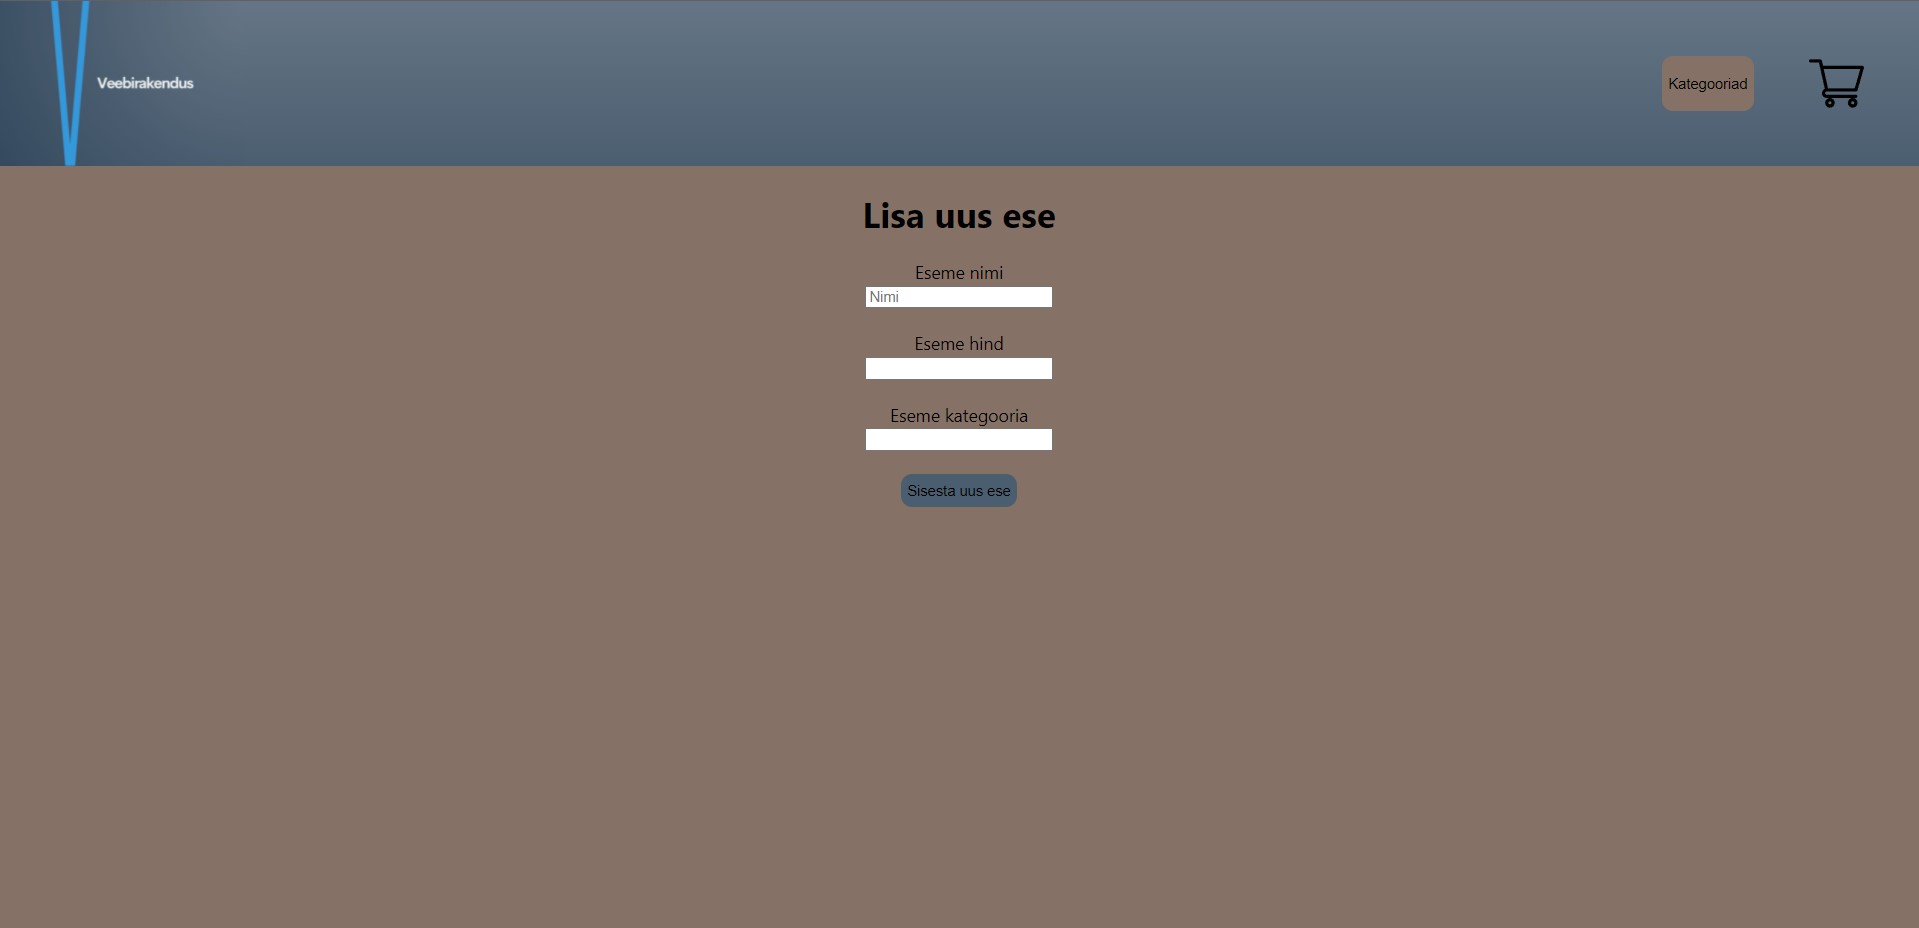 Veebirakendus
Kategooriad
Lisa uus ese
Eseme nimi
Nimi
Eseme hind
Eseme kategooria
Sisesta uus ese